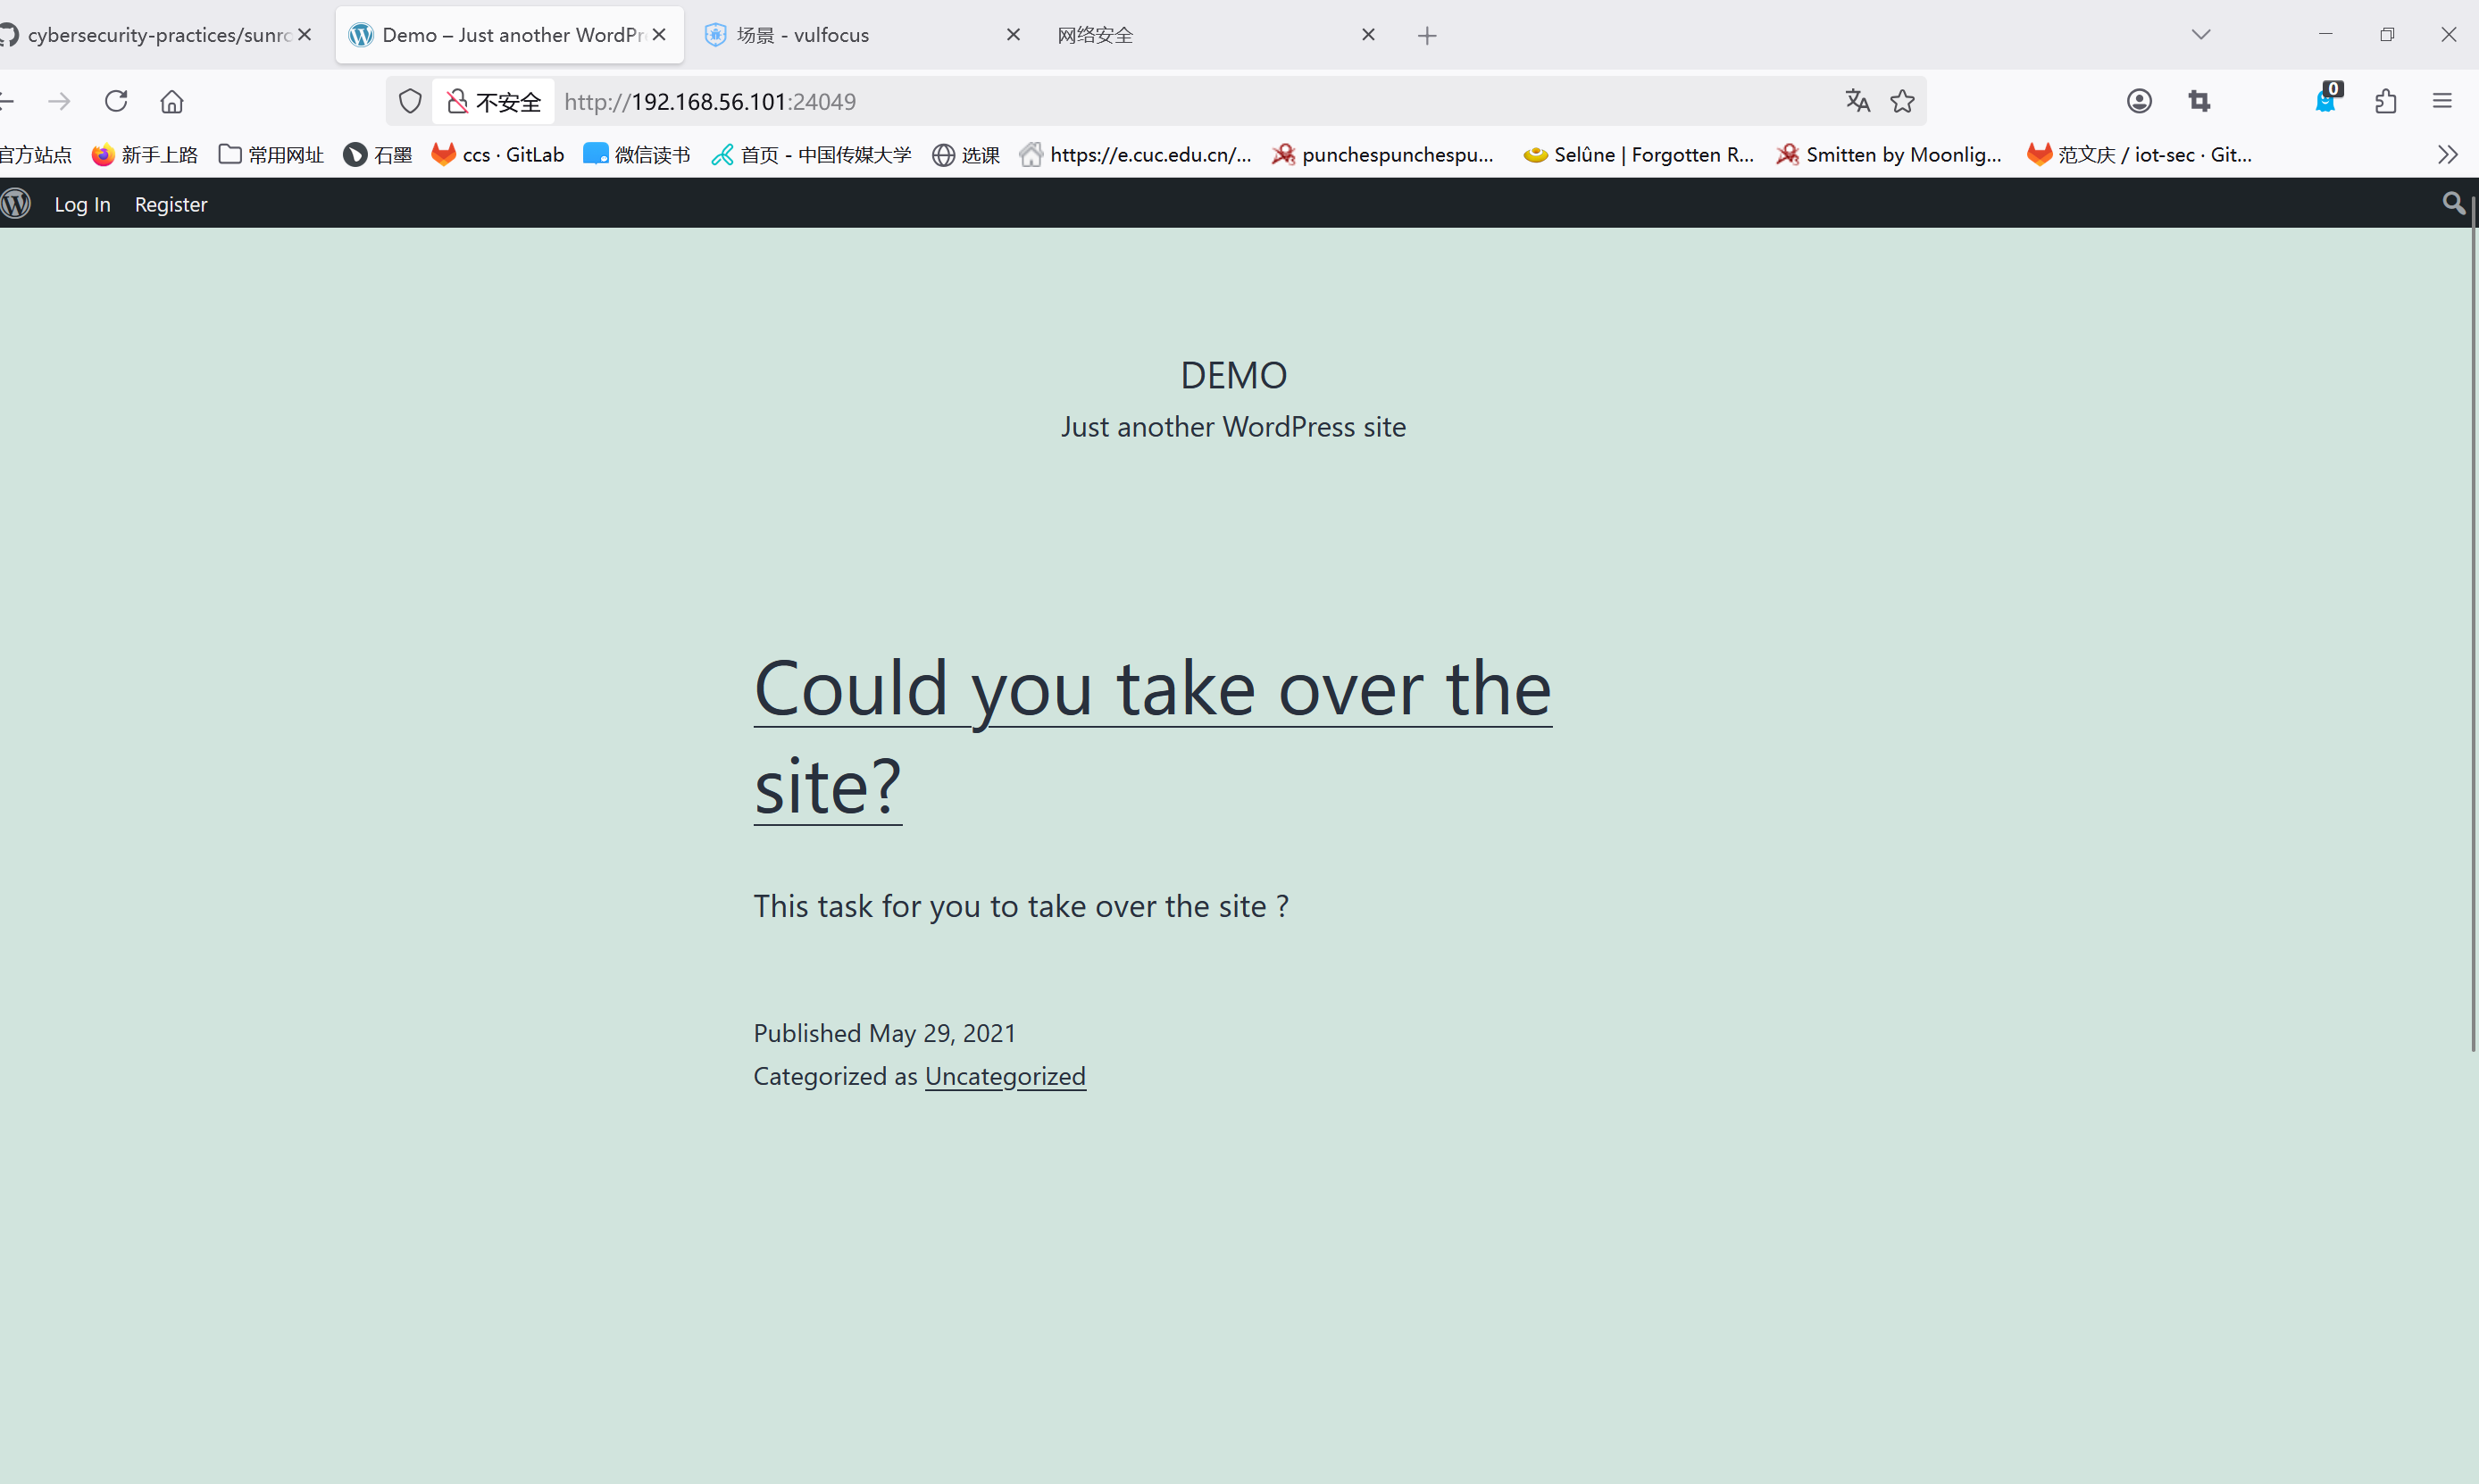 cybersecurity-practices/sunro
Demo – Just another WordPr
场景 - vulfocus
网络安全
不安全
http://192.168.56.101:24049
0
官方站点
新手上路
常用网址
石墨
ccs · GitLab
微信读书
首页 - 中国传媒大学
选课
https://e.cuc.edu.cn/...
punchespunchespu...
Selûne | Forgotten R...
Smitten by Moonlig...
范文庆 / iot-sec · Git...
Log In
Register
DEMO
Just another WordPress site
Could you take over the
site?
This task for you to take over the site ?
Published May 29, 2021
Categorized as Uncategorized